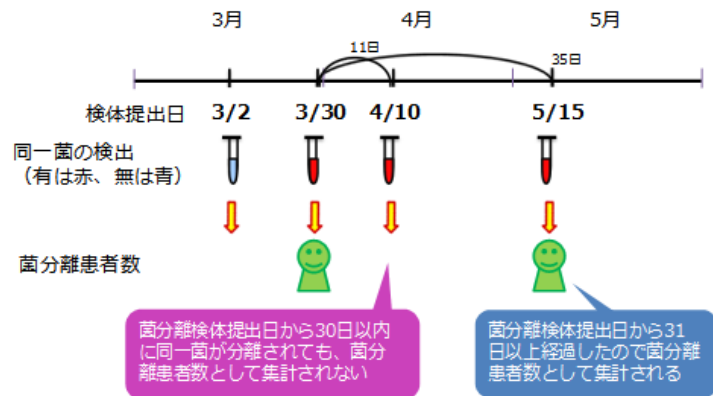 3月 4月 5月
11日
35日
検体提出日 3/2 3/30 4/10 5/15
同一菌の検出
（有は赤、無は青）
菌分離患者数
菌分離検体提出日から30日以内
に同一菌が分離されても、菌分
離患者数として集計されない
菌分離検体提出日から31
日以上経過したので菌分離
患者数として集計される